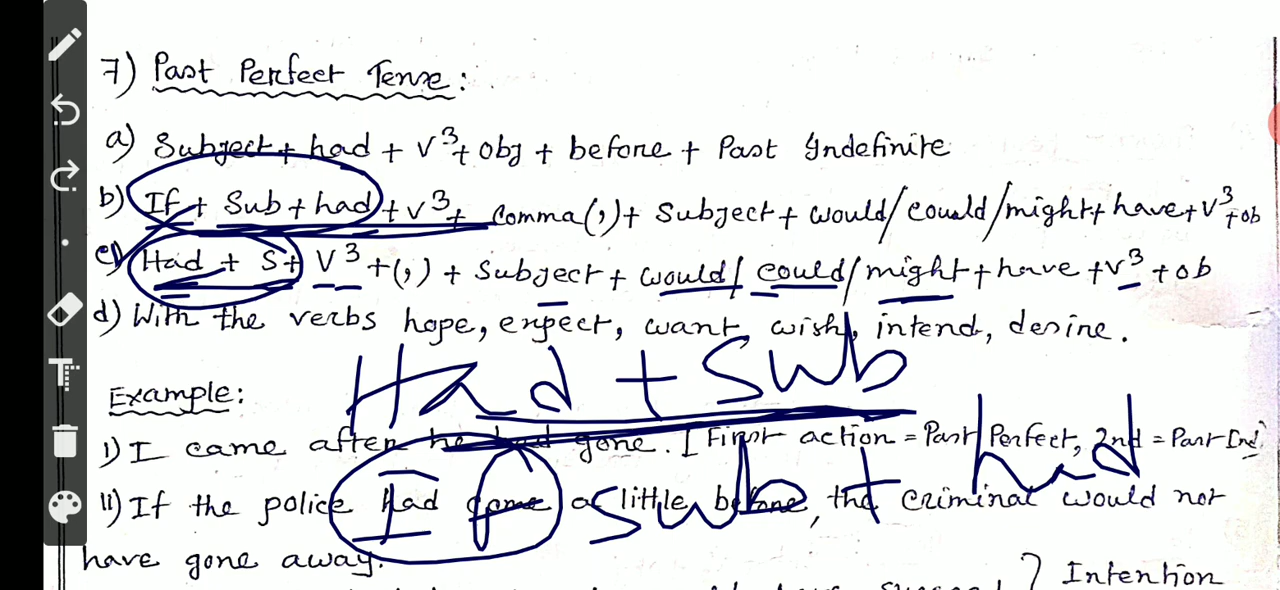 7) Past Perfect Tense:
a) Subject + had + V³ + obj + before + Past Indefinite
b) If + Sub + had + V³ + Comma(,) + Subject + would/could/might + have + V³ + ob
c) Had + S + V³ + (,) + Subject + would/could/might + have + V³ + ob
d) With the verbs hope, expect, want, wish, intend, desire.
Had + Sub
Example:
i) I came after he had gone. [First action = Past Perfect, 2nd = Past Ind.
If Sub + had
ii) If the police had come a little before, the criminal would not
have gone away.
? Intention